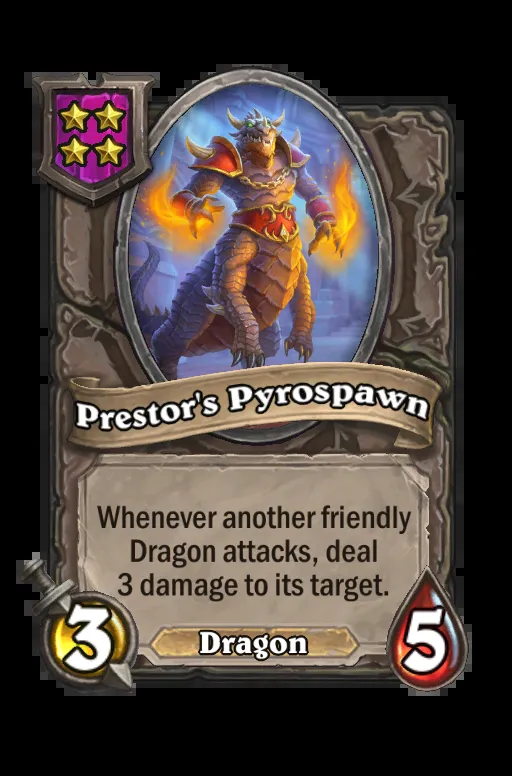 Prestor's Pyrospawn
Whenever another friendly
Dragon attacks, deal
3 damage to its target.
3
Dragon
5